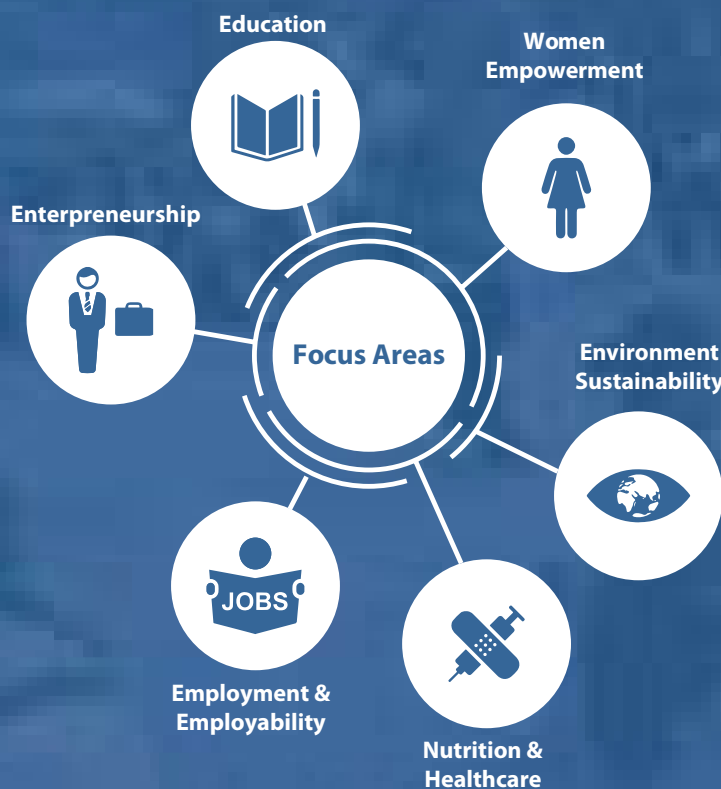 Education
Women
Empowerment
Enterpreneurship
Focus Areas
Environment
Sustainability
JOBS
Employment &
Employability
Nutrition &
Healthcare